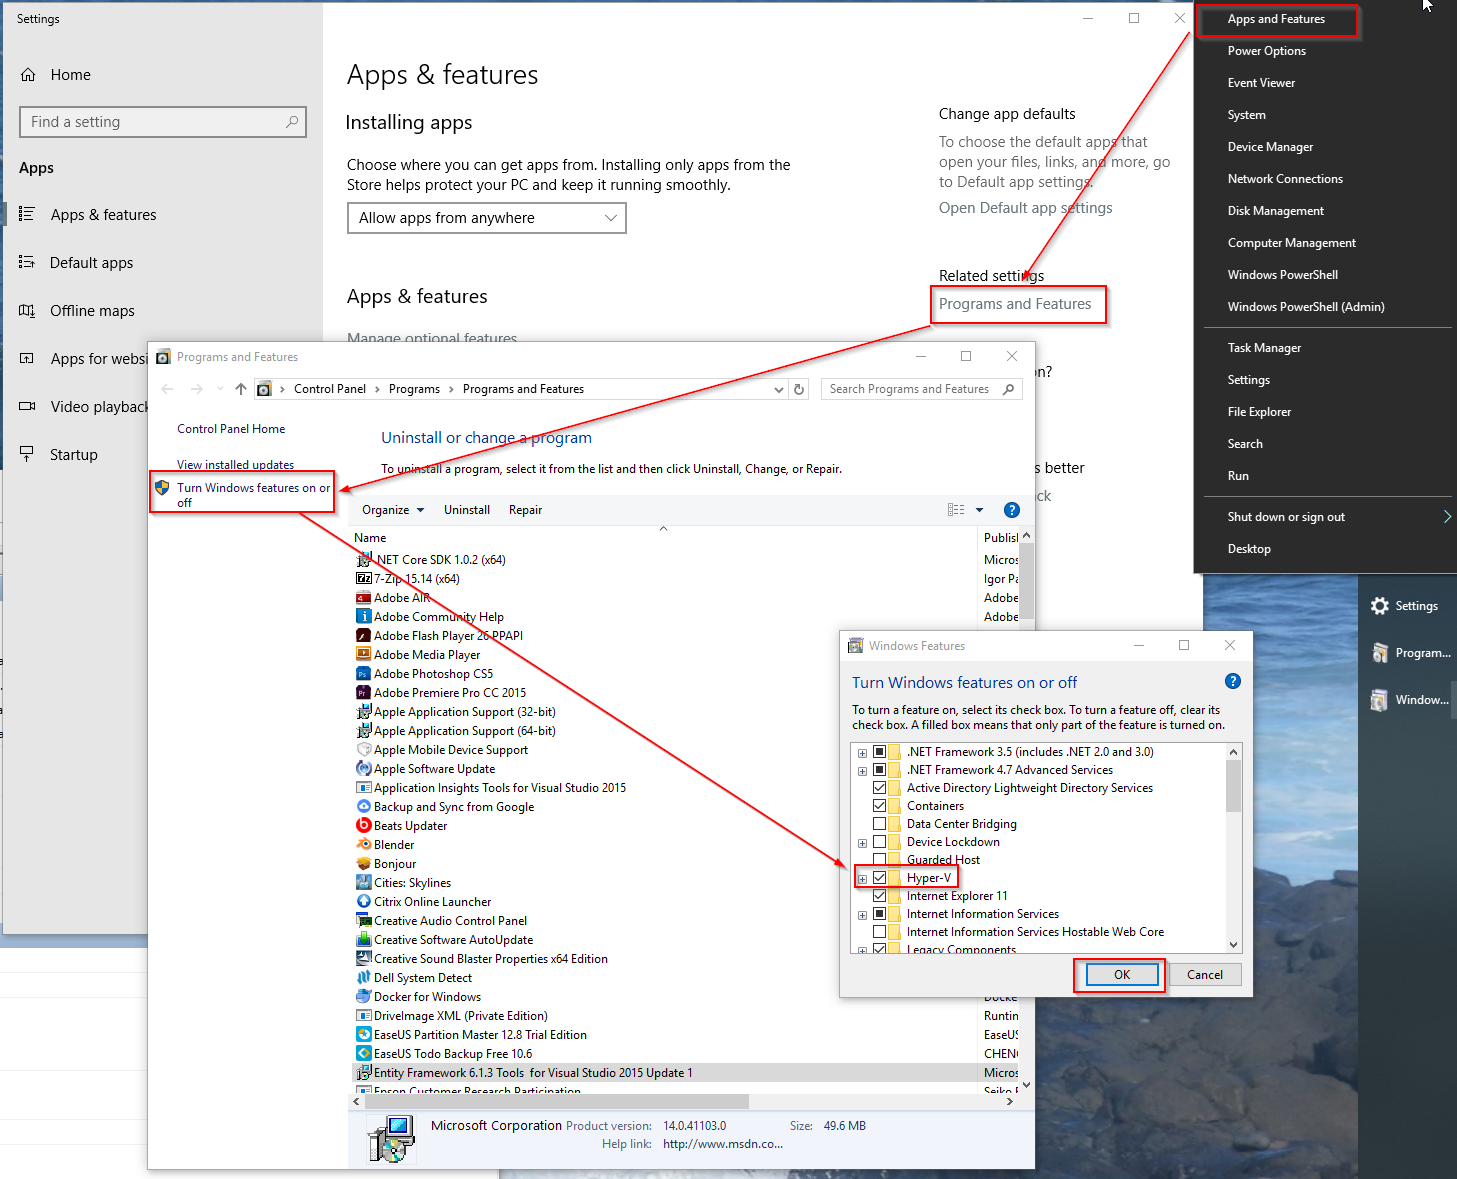 Settings
Home
Find a setting
Apps
Apps & features
Default apps
Offline maps
Apps for websi
Video playback
Startup
Apps & features
Installing apps
Choose where you can get apps from. Installing only apps from the
Store helps protect your PC and keep it running smoothly.
Allow apps from anywhere
Apps & features
Manage optional features
Change app defaults
To choose the default apps that
open your files, links, and more, go
to Default app settings.
Open Default app settings
Related settings
Programs and Features
on?
s better
ck
Apps and Features
Power Options
Event Viewer
System
Device Manager
Network Connections
Disk Management
Computer Management
Windows PowerShell
Windows PowerShell (Admin)
Task Manager
Settings
File Explorer
Search
Run
Shut down or sign out
Desktop
Settings
Program...
Window...
Programs and Features
Control Panel > Programs > Programs and Features
Search Programs and Features
Control Panel Home
View installed updates
Turn Windows features on or
off
Uninstall or change a program
To uninstall a program, select it from the list and then click Uninstall, Change, or Repair.
Organize Uninstall Repair
Name Publish
.NET Core SDK 1.0.2 (x64) Micros
7-Zip 15.14 (x64) Igor Pa
Adobe AIR Adobe
Adobe Community Help Adobe
Adobe Flash Player 26 PPAPI
Adobe Media Player
Adobe Photoshop CS5
Adobe Premiere Pro CC 2015
Apple Application Support (32-bit)
Apple Application Support (64-bit)
Apple Mobile Device Support
Apple Software Update
Application Insights Tools for Visual Studio 2015
Backup and Sync from Google
Beats Updater
Blender
Bonjour
Cities: Skylines
Citrix Online Launcher
Creative Audio Control Panel
Creative Software AutoUpdate
Creative Sound Blaster Properties x64 Edition
Dell System Detect
Docker for Windows Docke
DriveImage XML (Private Edition) Runtin
EaseUS Partition Master 12.8 Trial Edition EaseUS
EaseUS Todo Backup Free 10.6 CHENG
Entity Framework 6.1.3 Tools for Visual Studio 2015 Update 1 Micros
Epson Customer Research Participation Seiko E
Microsoft Corporation Product version: 14.0.41103.0 Size: 49.6 MB
Help link: http://www.msdn.co...
Windows Features
Turn Windows features on or off
To turn a feature on, select its check box. To turn a feature off, clear its
check box. A filled box means that only part of the feature is turned on.
.NET Framework 3.5 (includes .NET 2.0 and 3.0)
.NET Framework 4.7 Advanced Services
Active Directory Lightweight Directory Services
Containers
Data Center Bridging
Device Lockdown
Guarded Host
Hyper-V
Internet Explorer 11
Internet Information Services
Internet Information Services Hostable Web Core
Legacy Components
OK Cancel